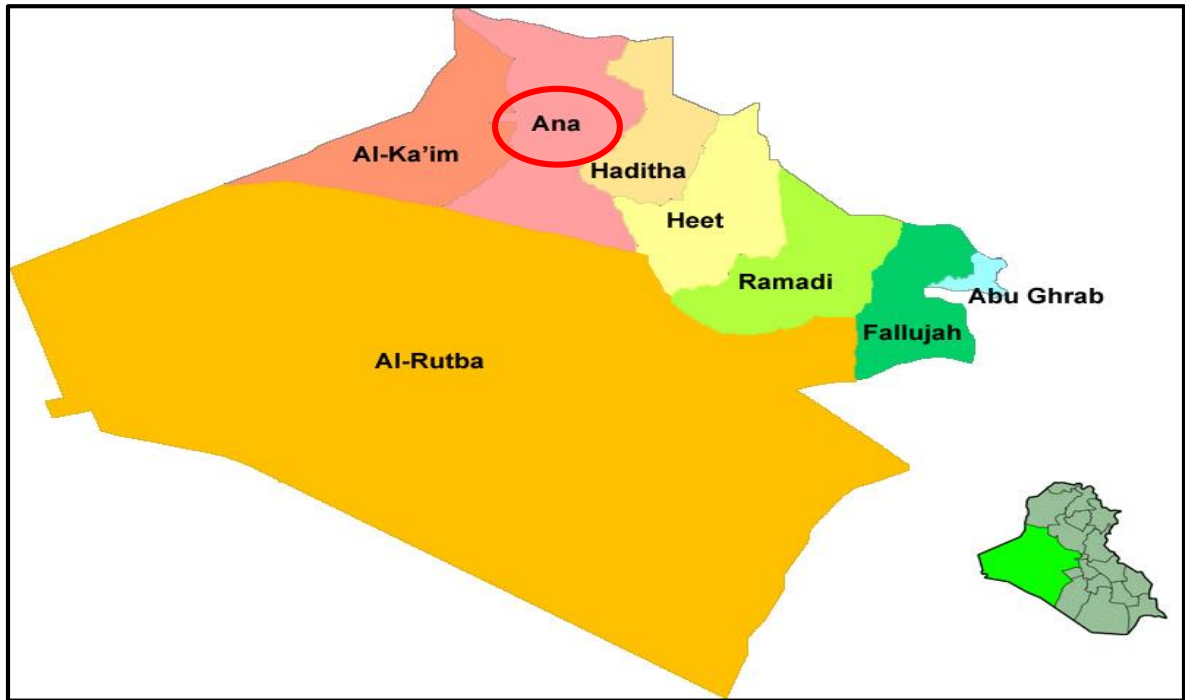 Ana
Al-Ka’im
Haditha
Heet
Ramadi
Abu Ghrab
Fallujah
Al-Rutba